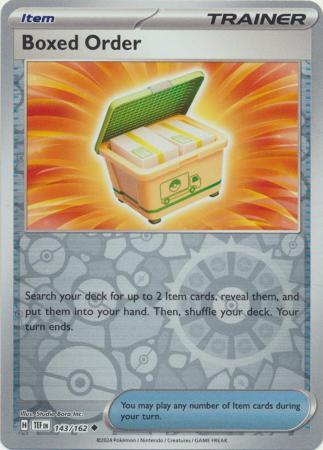 Item
TRAINER
Boxed Order
Search your deck for up to 2 Item cards, reveal them, and
put them into your hand. Then, shuffle your deck. Your
turn ends.
Illus. Studio Bora Inc.
H TEF EN 143/162 ◆
You may play any number of Item cards during
your turn.
©2024 Pokémon / Nintendo / Creatures / GAME FREAK